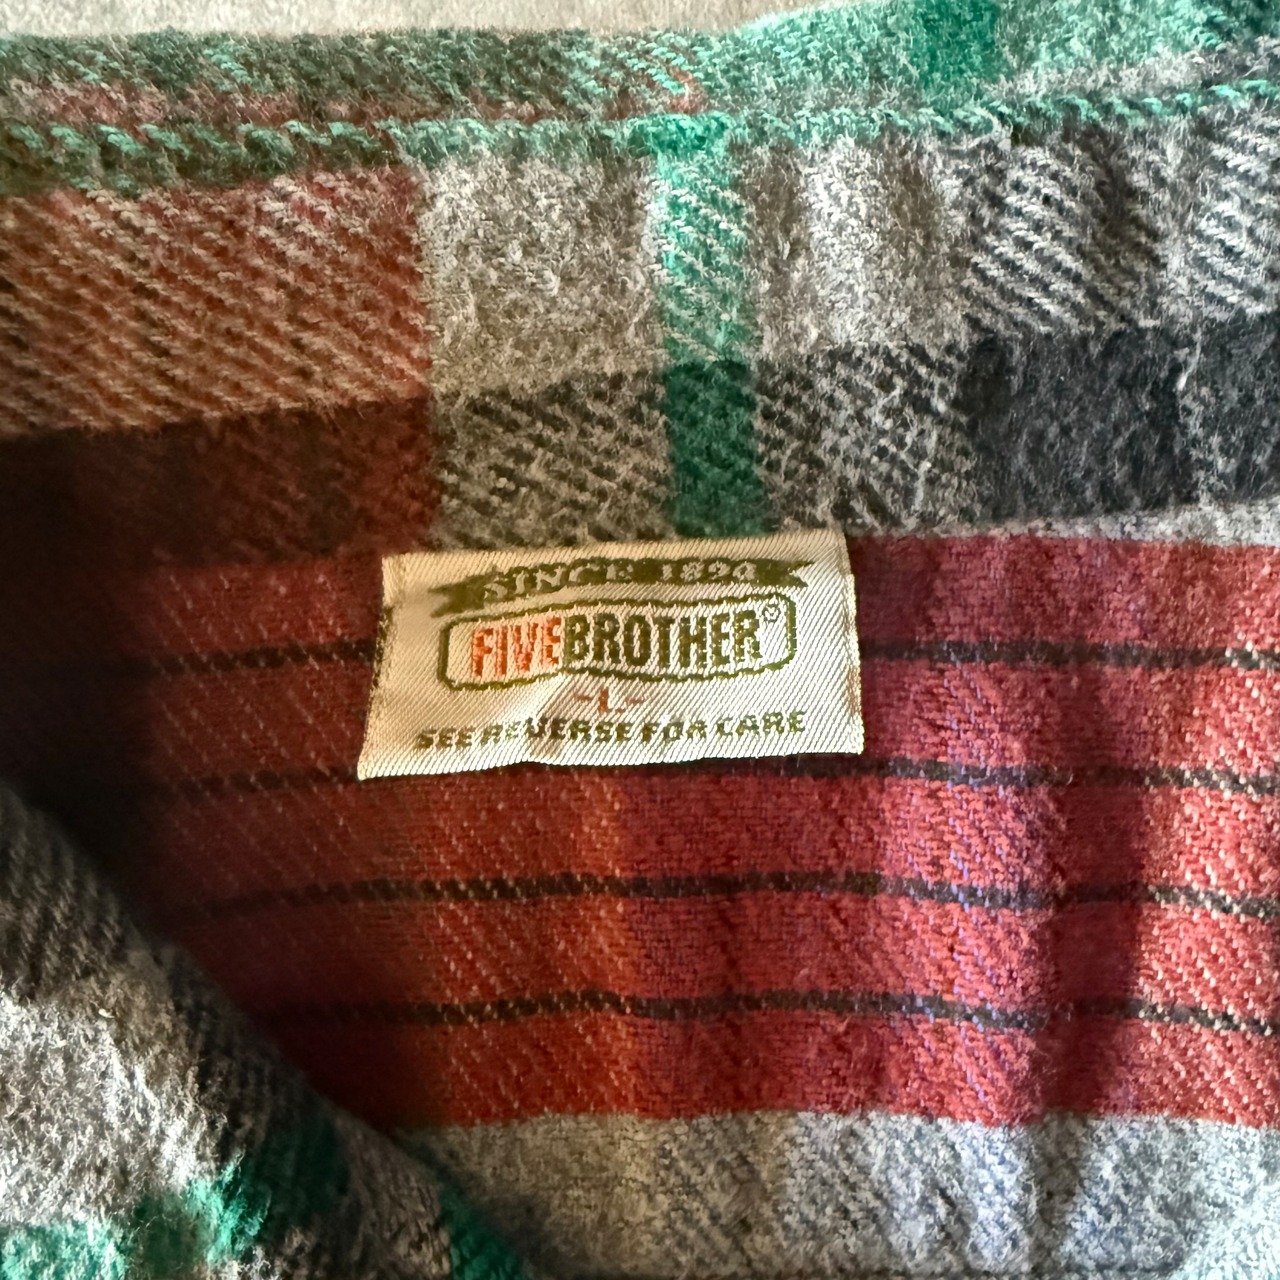 SINCE 1894
FIVEBROTHER®
-L-
SEE REVERSE FOR CARE